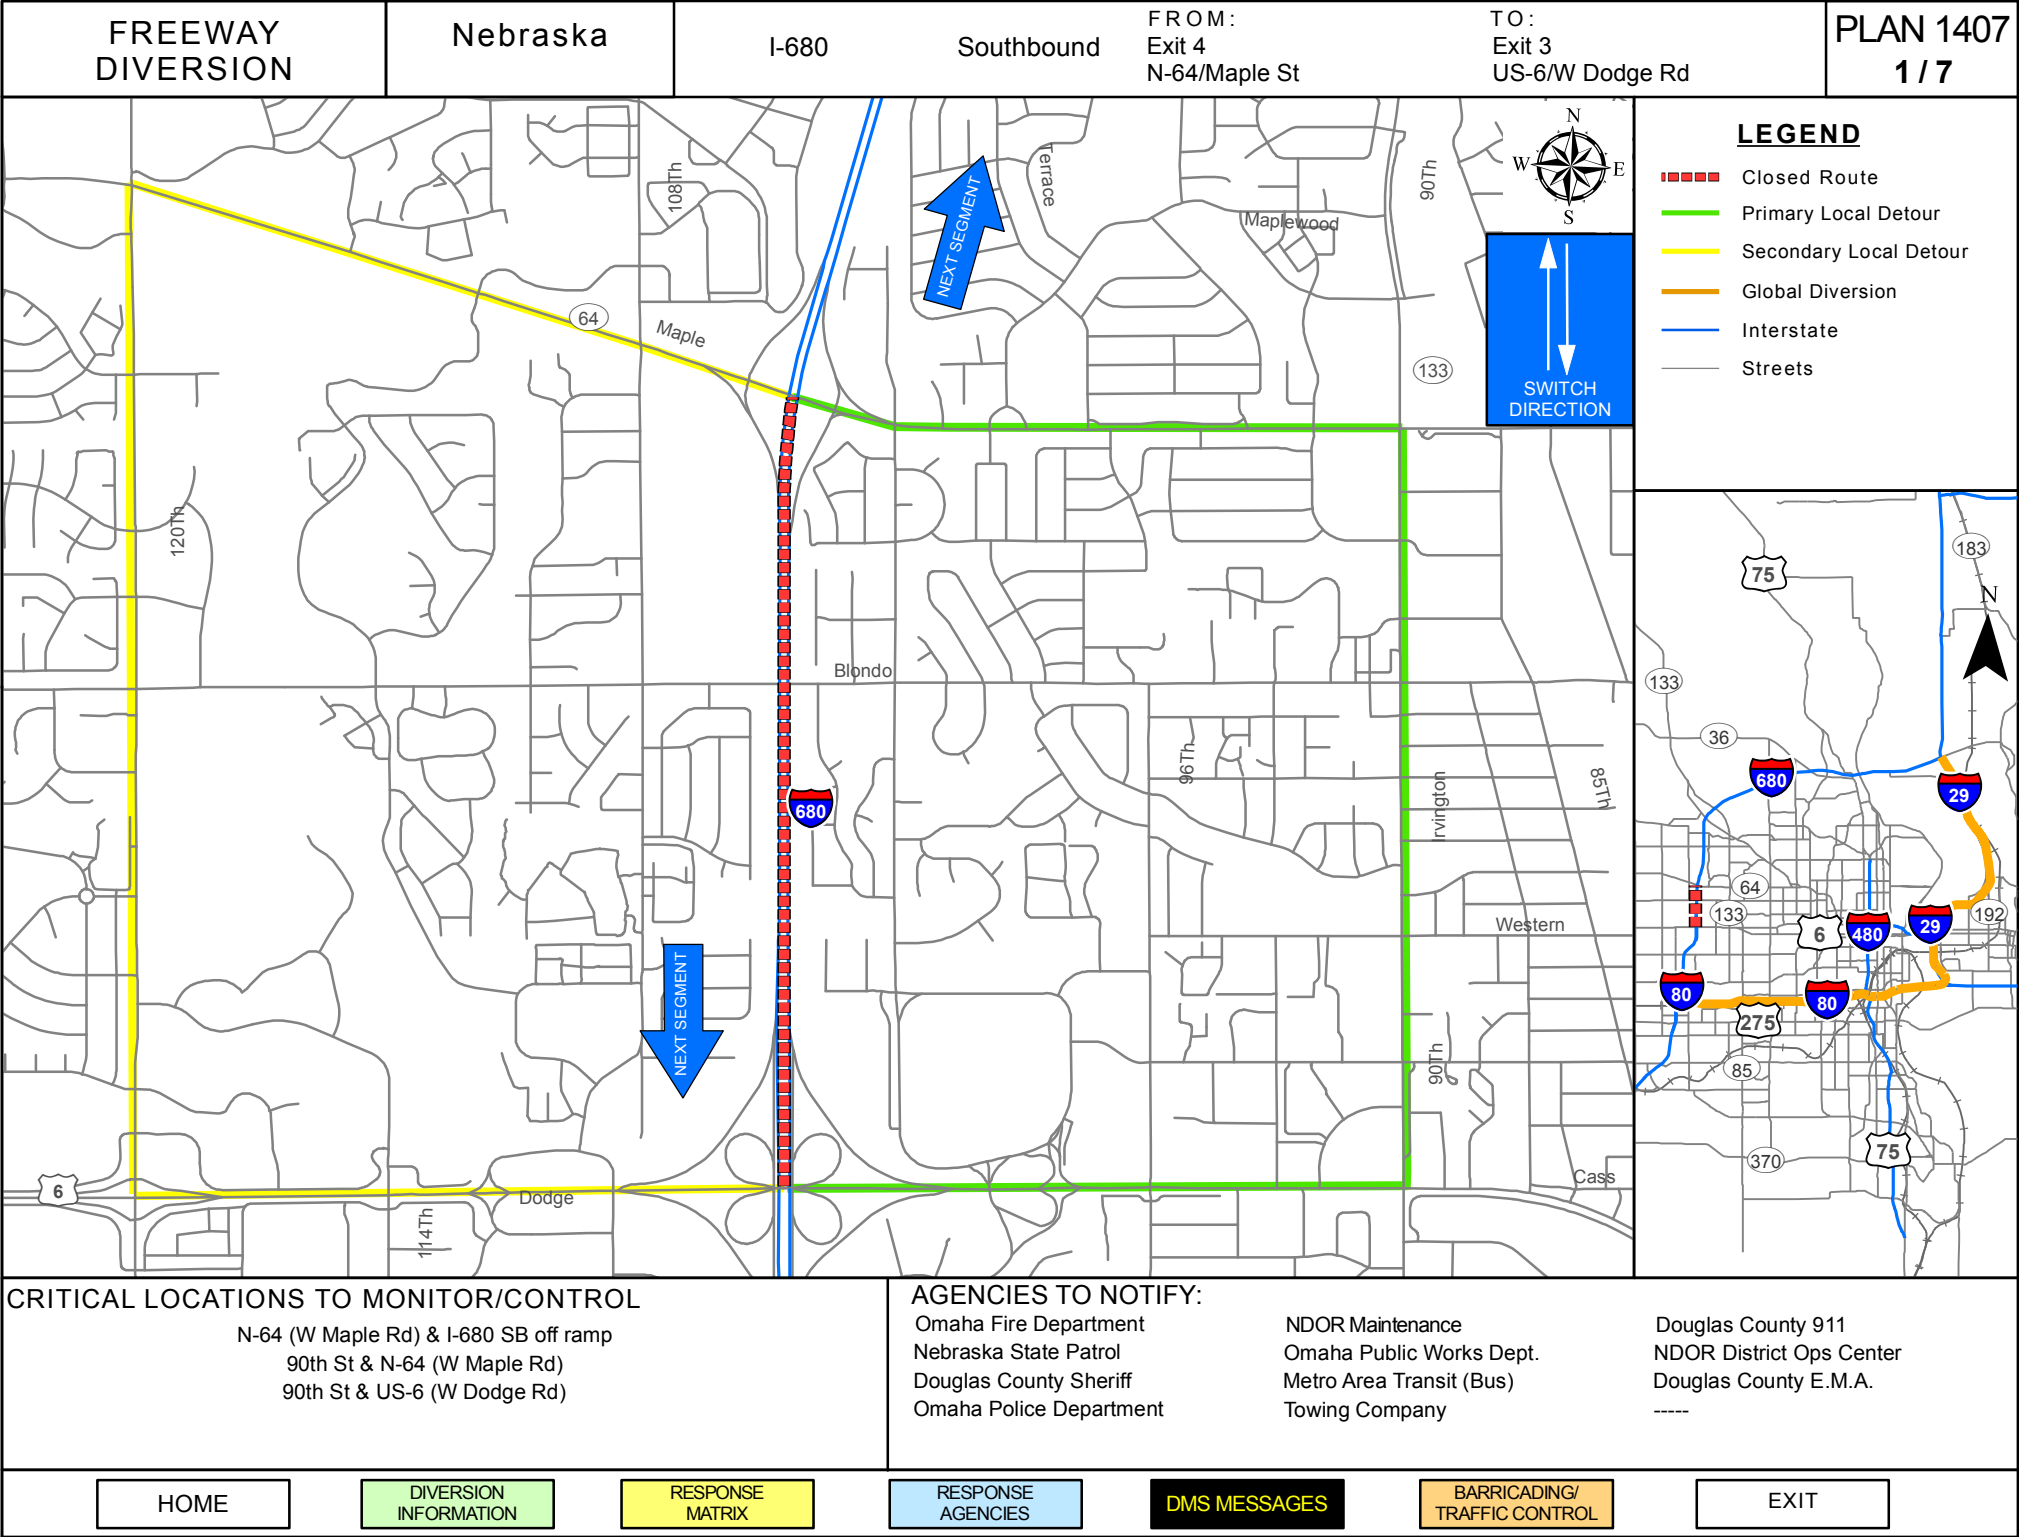 FREEWAY
DIVERSION
Nebraska
I-680
Southbound
FROM:
Exit 4
N-64/Maple St
TO:
Exit 3
US-6/W Dodge Rd
PLAN 1407
1 / 7
108Th
Terrace
90Th
Maplewood
NEXT SEGMENT
N
W
E
S
SWITCH
DIRECTION
64
Maple
133
120Th
Blondo
96Th
Irvington
85Th
680
Western
NEXT SEGMENT
90Th
Cass
6
Dodge
114Th
LEGEND
Closed Route
Primary Local Detour
Secondary Local Detour
Global Diversion
Interstate
Streets
183
75
N
133
36
680
29
64
133
192
6
480
29
80
80
275
85
75
370
CRITICAL LOCATIONS TO MONITOR/CONTROL
N-64 (W Maple Rd) & I-680 SB off ramp
90th St & N-64 (W Maple Rd)
90th St & US-6 (W Dodge Rd)
AGENCIES TO NOTIFY:
Omaha Fire Department
Nebraska State Patrol
Douglas County Sheriff
Omaha Police Department
NDOR Maintenance
Omaha Public Works Dept.
Metro Area Transit (Bus)
Towing Company
Douglas County 911
NDOR District Ops Center
Douglas County E.M.A.
-----
HOME
DIVERSION
INFORMATION
RESPONSE
MATRIX
RESPONSE
AGENCIES
DMS MESSAGES
BARRICADING/
TRAFFIC CONTROL
EXIT